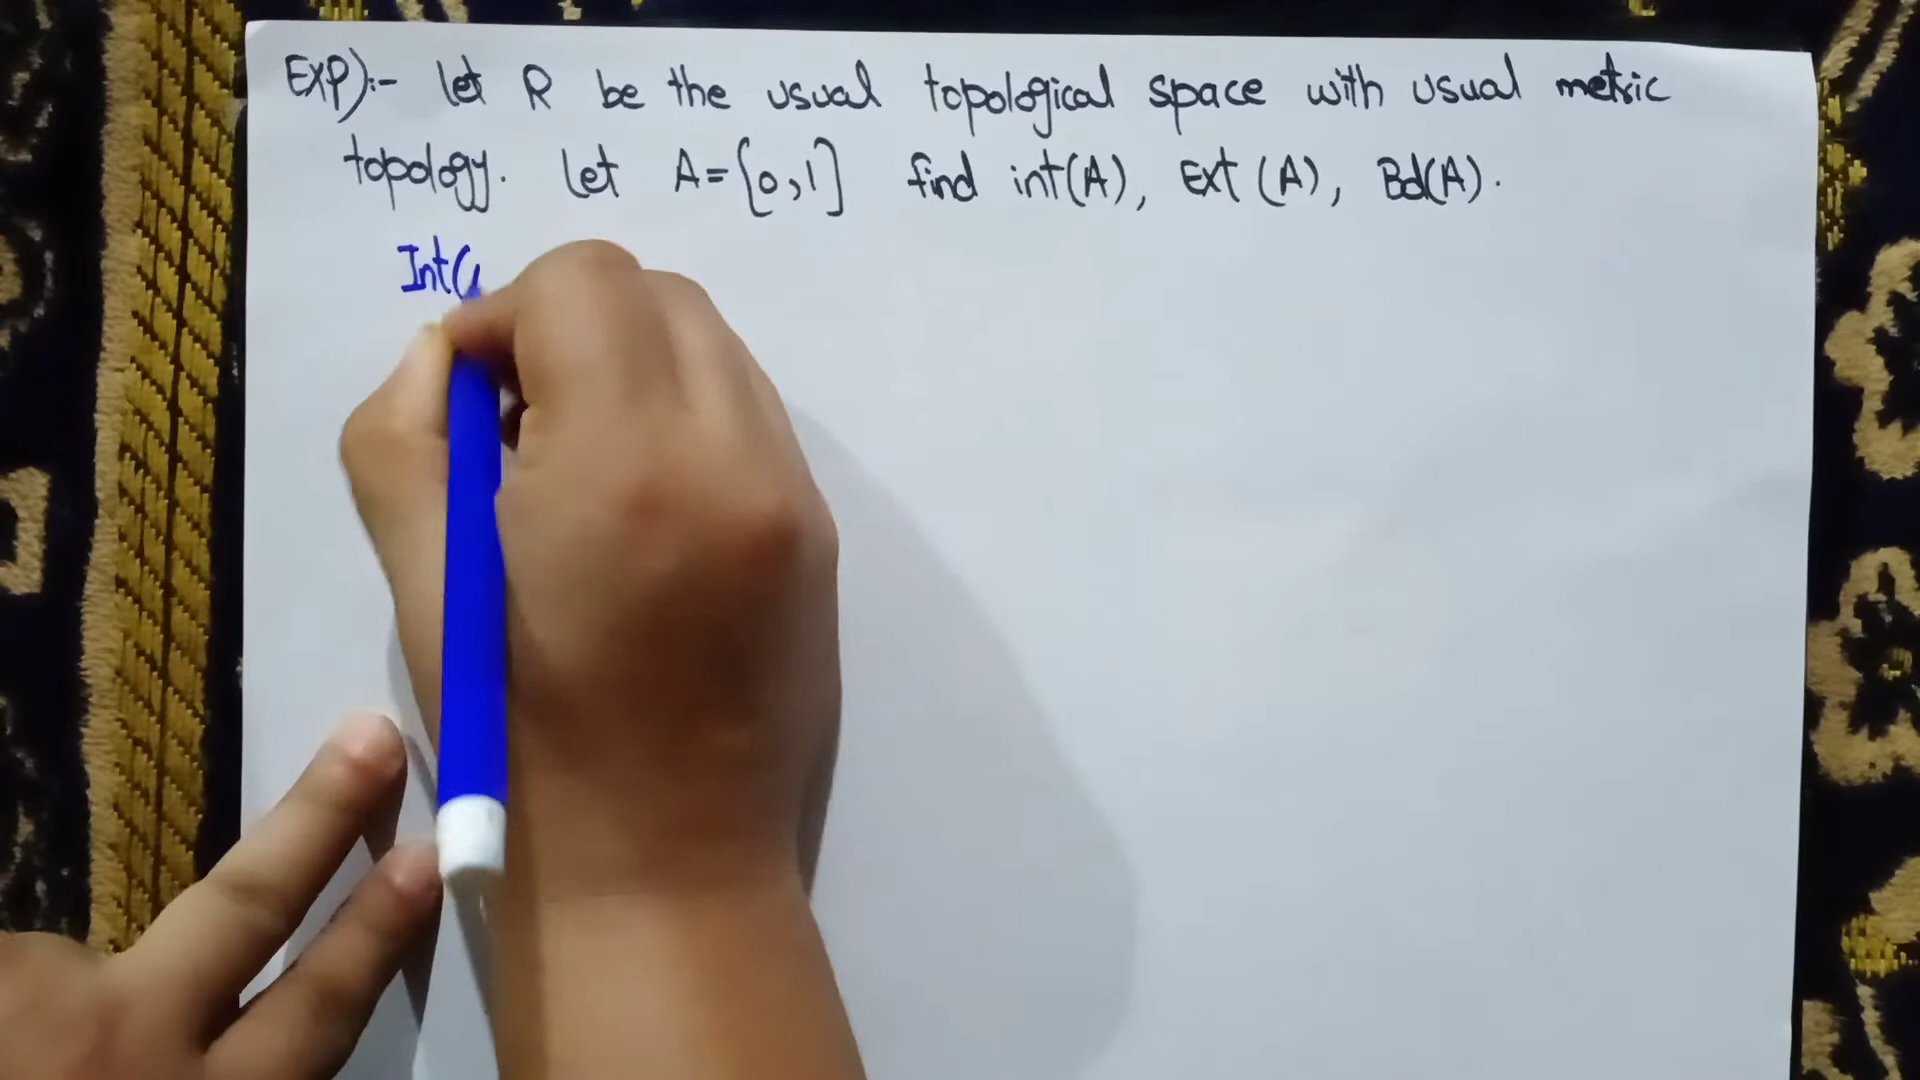 Exp):- let R be the usual topological space with usual metric
topology. let A=[0,1] find int(A), Ext (A), Bd(A).
Int(